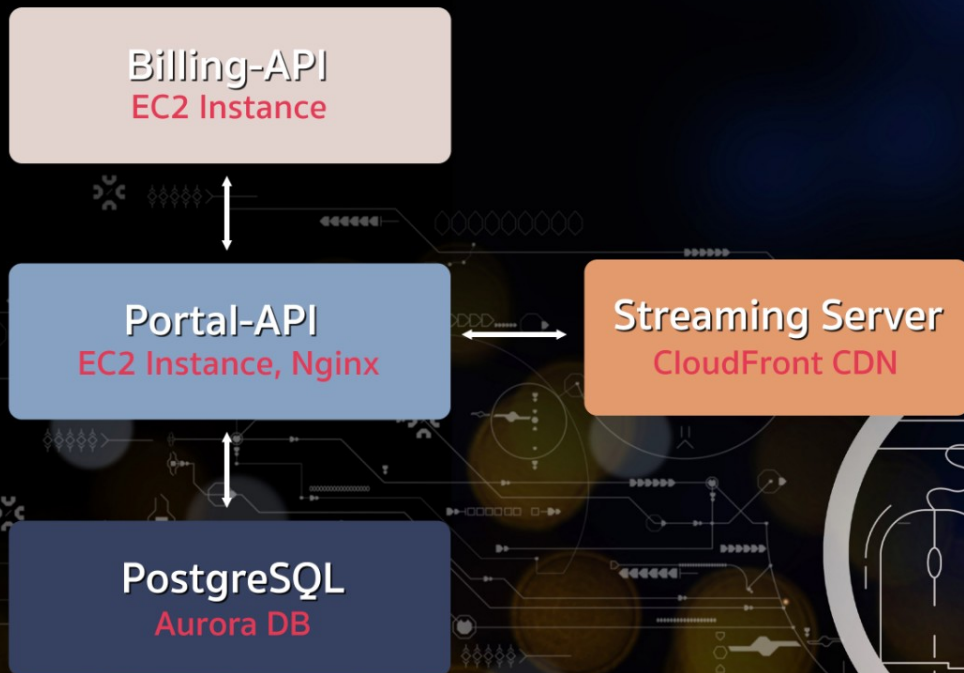 Billing-API
EC2 Instance
Portal-API
EC2 Instance, Nginx
Streaming Server
CloudFront CDN
PostgreSQL
Aurora DB